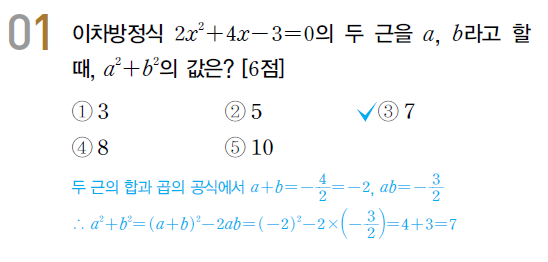 01 이차방정식 2x²+4x-3=0의 두 근을 a, b라고 할
때, a²+b²의 값은? [6점]
① 3 ② 5 ✓③ 7
④ 8 ⑤ 10
두 근의 합과 곱의 공식에서 a+b=-4/2=-2, ab=-3/2
∴ a²+b²=(a+b)²-2ab=(-2)²-2×(-3/2)=4+3=7